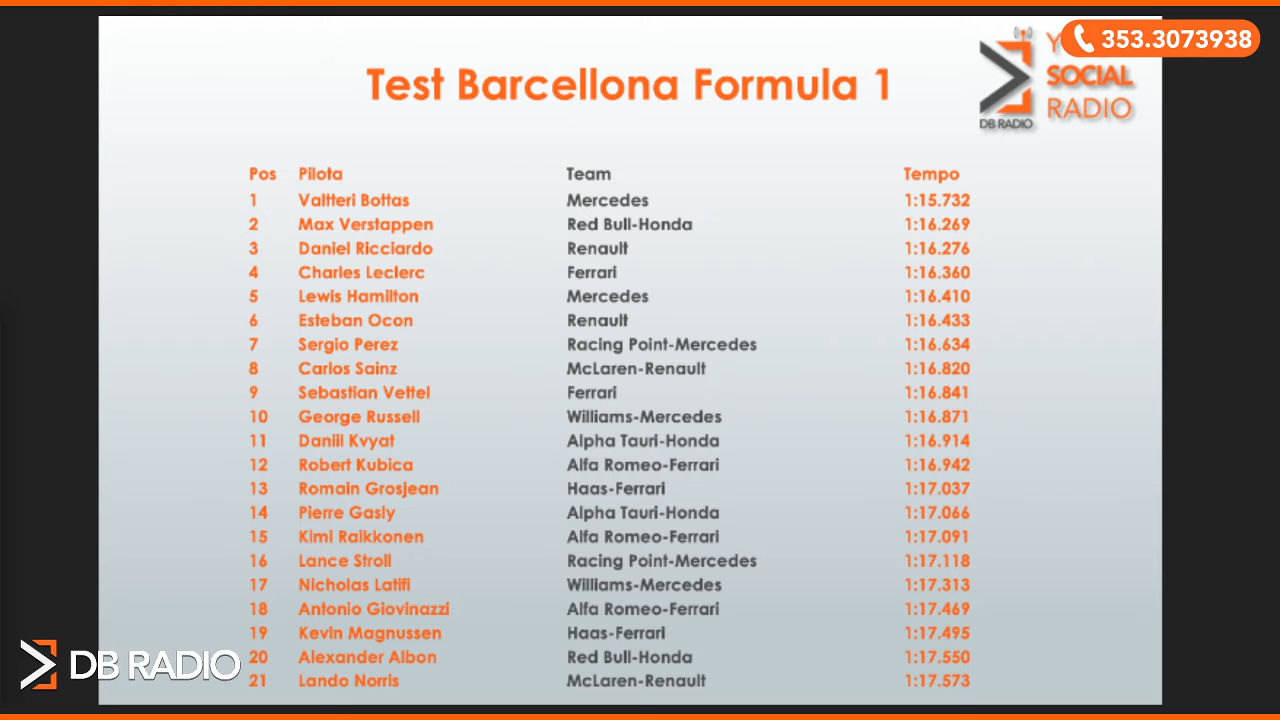 353.3073938
Test Barcellona Formula 1
SOCIAL
RADIO
DB RADIO
Pos Pilota Team Tempo
1 Valtteri Bottas Mercedes 1:15.732
2 Max Verstappen Red Bull-Honda 1:16.269
3 Daniel Ricciardo Renault 1:16.276
4 Charles Leclerc Ferrari 1:16.360
5 Lewis Hamilton Mercedes 1:16.410
6 Esteban Ocon Renault 1:16.433
7 Sergio Perez Racing Point-Mercedes 1:16.634
8 Carlos Sainz McLaren-Renault 1:16.820
9 Sebastian Vettel Ferrari 1:16.841
10 George Russell Williams-Mercedes 1:16.871
11 Daniil Kvyat Alpha Tauri-Honda 1:16.914
12 Robert Kubica Alfa Romeo-Ferrari 1:16.942
13 Romain Grosjean Haas-Ferrari 1:17.037
14 Pierre Gasly Alpha Tauri-Honda 1:17.066
15 Kimi Raikkonen Alfa Romeo-Ferrari 1:17.091
16 Lance Stroll Racing Point-Mercedes 1:17.118
17 Nicholas Latifi Williams-Mercedes 1:17.313
18 Antonio Giovinazzi Alfa Romeo-Ferrari 1:17.469
19 Kevin Magnussen Haas-Ferrari 1:17.495
20 Alexander Albon Red Bull-Honda 1:17.550
21 Lando Norris McLaren-Renault 1:17.573
DB RADIO